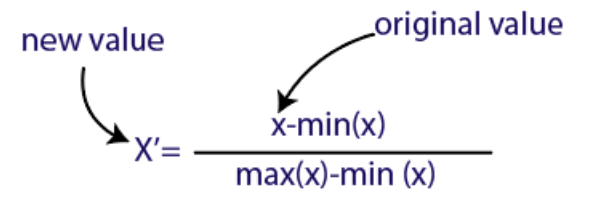 original value
new value
x-min(x)
X'=
max(x)-min (x)